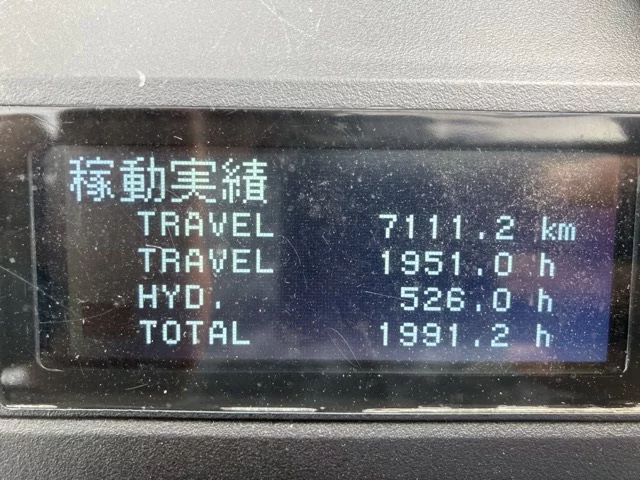 稼動実績
TRAVEL 7111.2 km
TRAVEL 1951.0 h
HYD. 526.0 h
TOTAL 1991.2 h